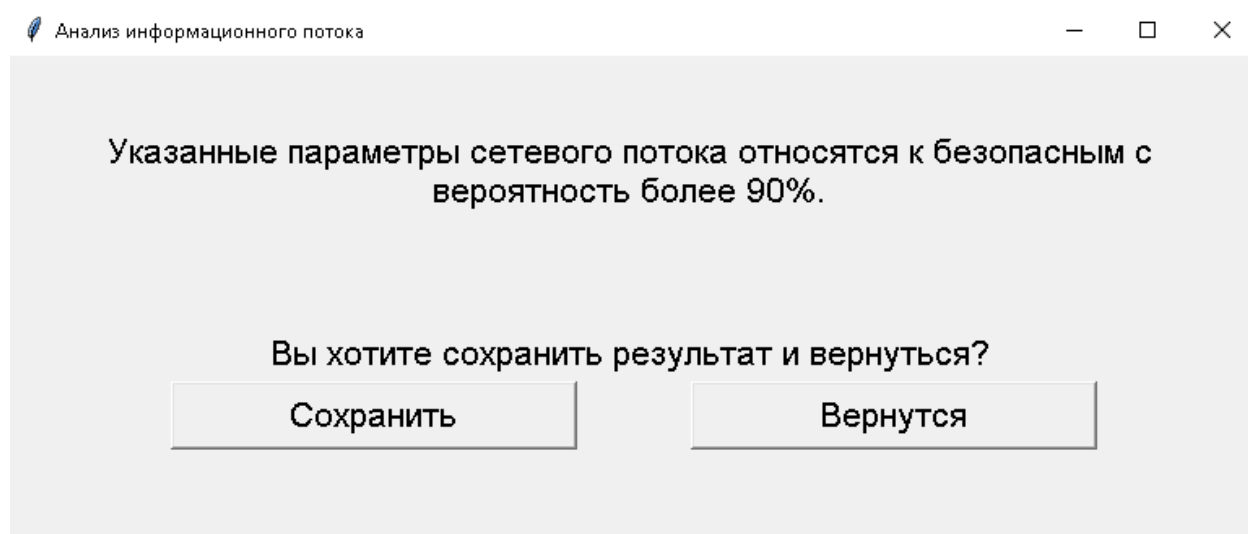 Анализ информационного потока
Указанные параметры сетевого потока относятся к безопасным с
вероятность более 90%.
Вы хотите сохранить результат и вернуться?
Сохранить
Вернутся